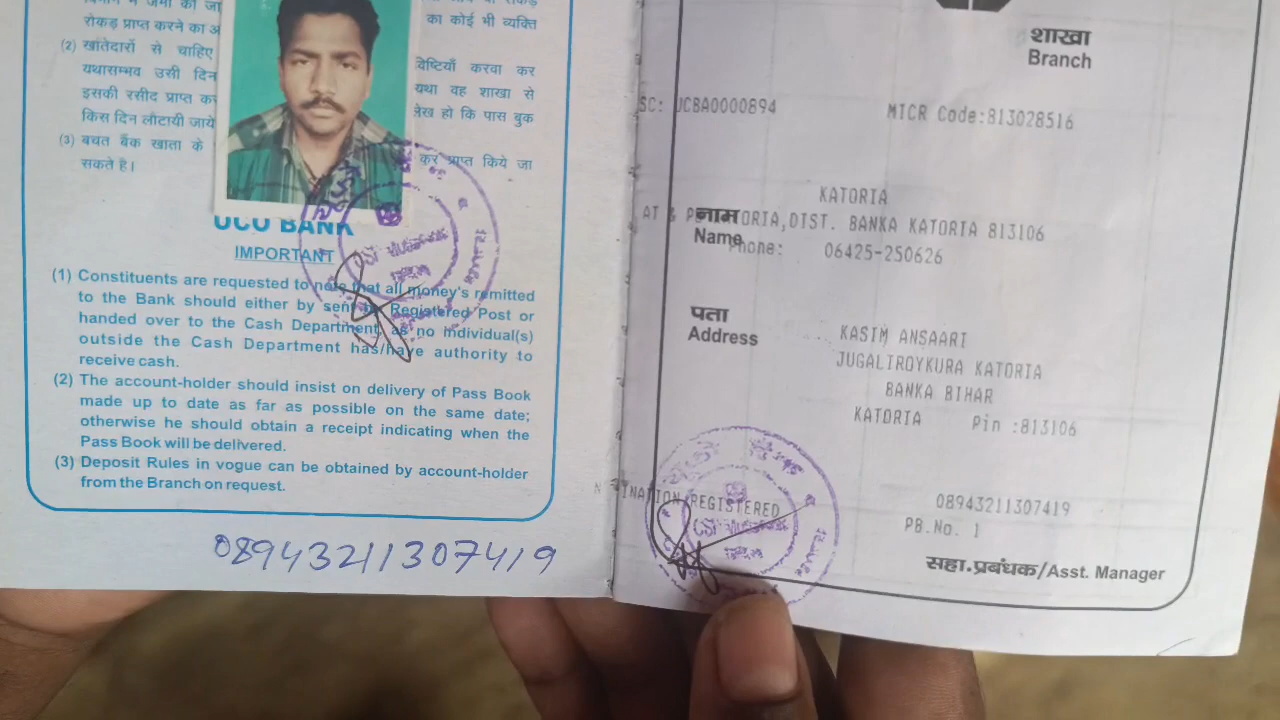 में जमा की जा
रोकड़ प्राप्त करने का अ
का कोई भी व्यक्ति
(2) खातेदारों से चाहिए
विष्टियाँ करवा कर
यथासम्भव उसी दिन
यथा वह शाखा से
इसकी रसीद प्राप्त कर
लेख हो कि पास बुक
किस दिन लौटायी जाये
(3) बचत बैंक खाता के
कर प्राप्त किये जा
सकते है।
UCO BANK
IMPORTANT
(1) Constituents are requested to note that all money's remitted
to the Bank should either by sent by Registered Post or
handed over to the Cash Department, as no individual(s)
outside the Cash Department has/have authority to
receive cash.
(2) The account-holder should insist on delivery of Pass Book
made up to date as far as possible on the same date;
otherwise he should obtain a receipt indicating when the
Pass Book will be delivered.
(3) Deposit Rules in vogue can be obtained by account-holder
from the Branch on request.
08943211307419
शाखा
Branch
SC: UCBA0000894 MICR Code:813028516
KATORIA
AT & P TORIA,DIST. BANKA KATORIA 813106
नाम
Name
Phone: 06425-250626
पता
Address
KASIM ANSAARI
JUGALIROYKURA KATORIA
BANKA BIHAR
KATORIA Pin :813106
N INATION REGISTERED
08943211307419
PB.No. 1
सहा.प्रबंधक/Asst. Manager